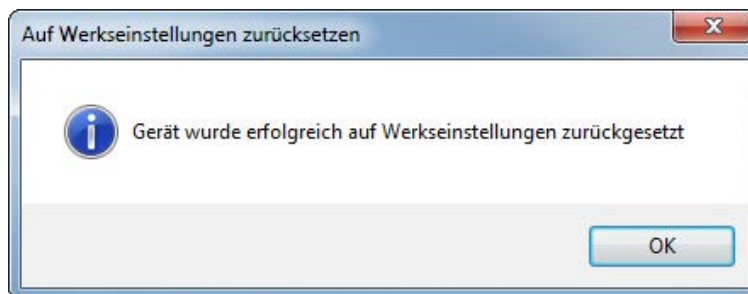 Auf Werkseinstellungen zurücksetzen
Gerät wurde erfolgreich auf Werkseinstellungen zurückgesetzt
OK